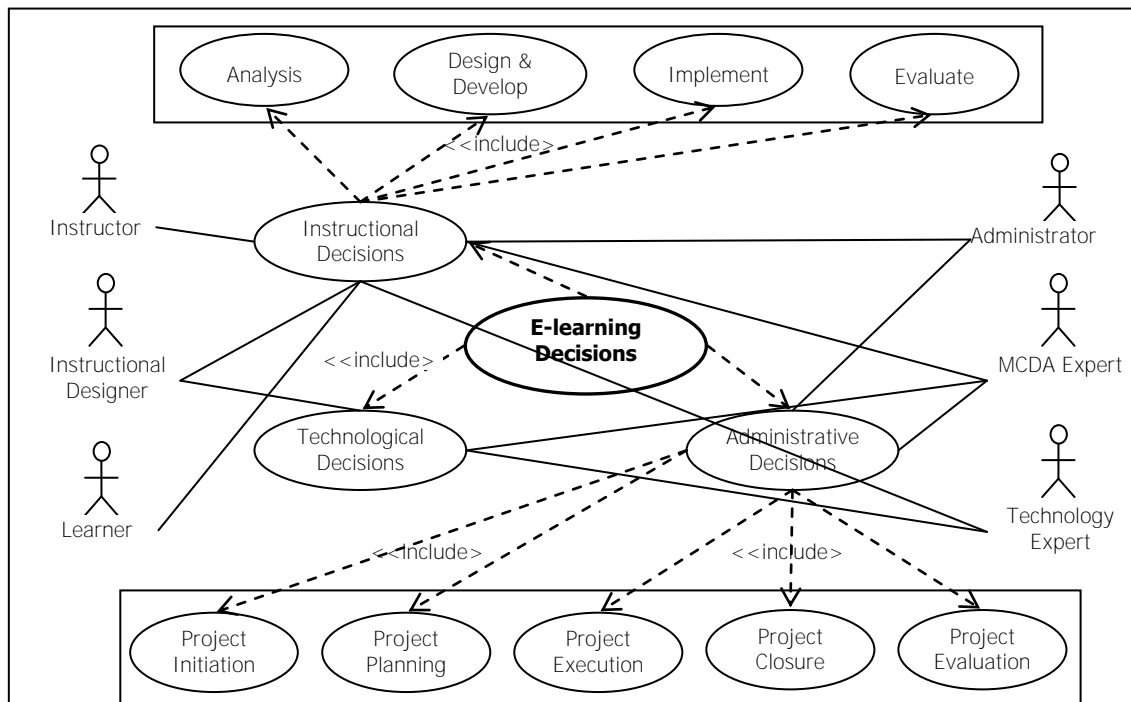 Analysis
Design &
Develop
Implement
Evaluate
<<include>
Instructor
Instructional
Decisions
Administrator
E-learning
Decisions
<<include>
Instructional
Designer
MCDA Expert
Technological
Decisions
Administrative
Decisions
Learner
Technology
Expert
<<include>
<<include>
Project
Initiation
Project
Planning
Project
Execution
Project
Closure
Project
Evaluation